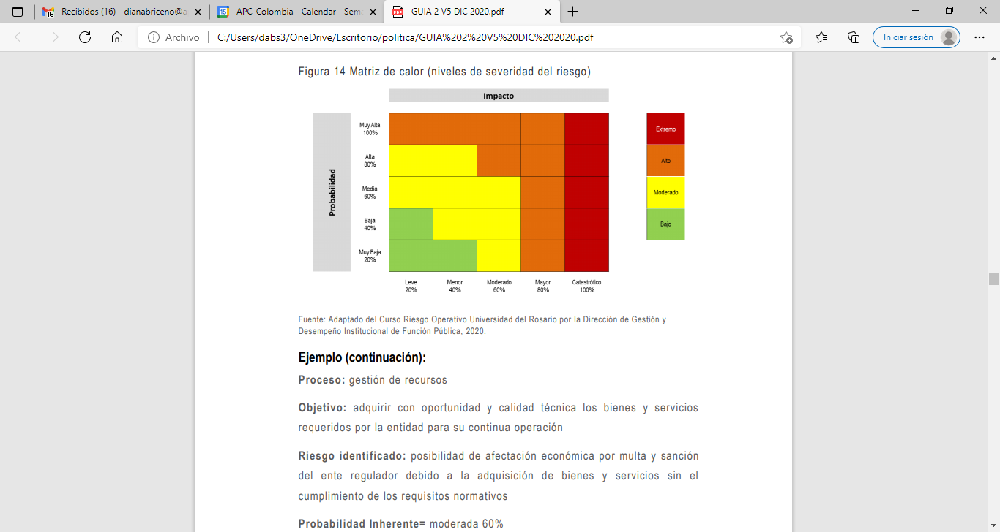 Recibidos (16) - dianabriceno@a
APC-Colombia - Calendar - Sema
GUIA 2 V5 DIC 2020.pdf
Archivo
C:/Users/dabs3/OneDrive/Escritorio/politica/GUIA%202%20V5%20DIC%202020.pdf
Iniciar sesión
Figura 14 Matriz de calor (niveles de severidad del riesgo)
Impacto
Probabilidad
Muy Alta
100%
Alta
80%
Media
60%
Baja
40%
Muy Baja
20%
Leve
20%
Menor
40%
Moderado
60%
Mayor
80%
Catastrófico
100%
Extremo
Alto
Moderado
Bajo
Fuente: Adaptado del Curso Riesgo Operativo Universidad del Rosario por la Dirección de Gestión y
Desempeño Institucional de Función Pública, 2020.
Ejemplo (continuación):
Proceso: gestión de recursos
Objetivo: adquirir con oportunidad y calidad técnica los bienes y servicios
requeridos por la entidad para su continua operación
Riesgo identificado: posibilidad de afectación económica por multa y sanción
del ente regulador debido a la adquisición de bienes y servicios sin el
cumplimiento de los requisitos normativos
Probabilidad Inherente= moderada 60%